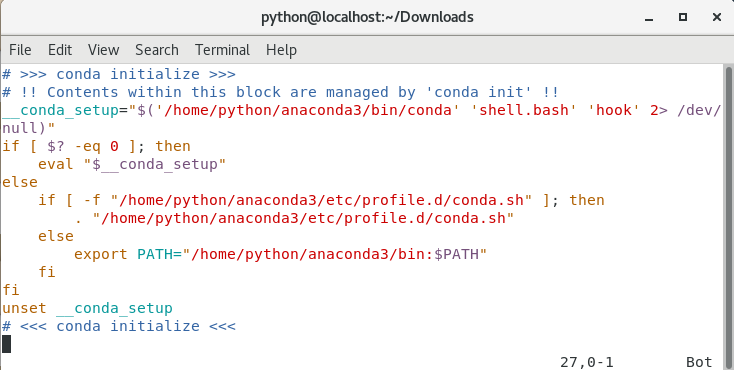 python@localhost:~/Downloads
File Edit View Search Terminal Help
# >>> conda initialize >>>
# !! Contents within this block are managed by 'conda init' !!
__conda_setup="$('/home/python/anaconda3/bin/conda' 'shell.bash' 'hook' 2> /dev/
null)"
if [ $? -eq 0 ]; then
    eval "$__conda_setup"
else
    if [ -f "/home/python/anaconda3/etc/profile.d/conda.sh" ]; then
        . "/home/python/anaconda3/etc/profile.d/conda.sh"
    else
        export PATH="/home/python/anaconda3/bin:$PATH"
    fi
fi
unset __conda_setup
# <<< conda initialize <<<
27,0-1 Bot